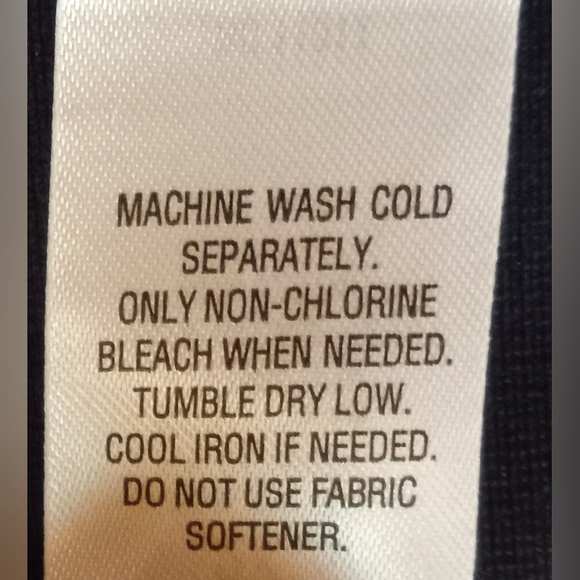 MACHINE WASH COLD
SEPARATELY.
ONLY NON-CHLORINE
BLEACH WHEN NEEDED.
TUMBLE DRY LOW.
COOL IRON IF NEEDED.
DO NOT USE FABRIC
SOFTENER.